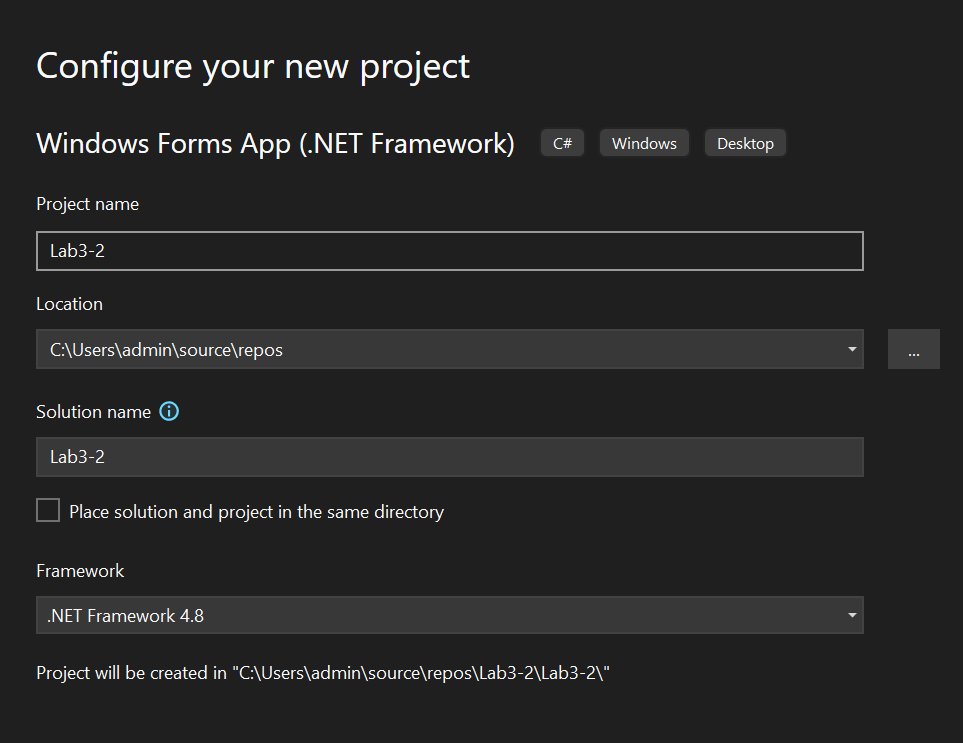 Configure your new project
Windows Forms App (.NET Framework) C# Windows Desktop
Project name
Lab3-2
Location
C:\Users\admin\source\repos
...
Solution name
Lab3-2
Place solution and project in the same directory
Framework
.NET Framework 4.8
Project will be created in "C:\Users\admin\source\repos\Lab3-2\Lab3-2\"